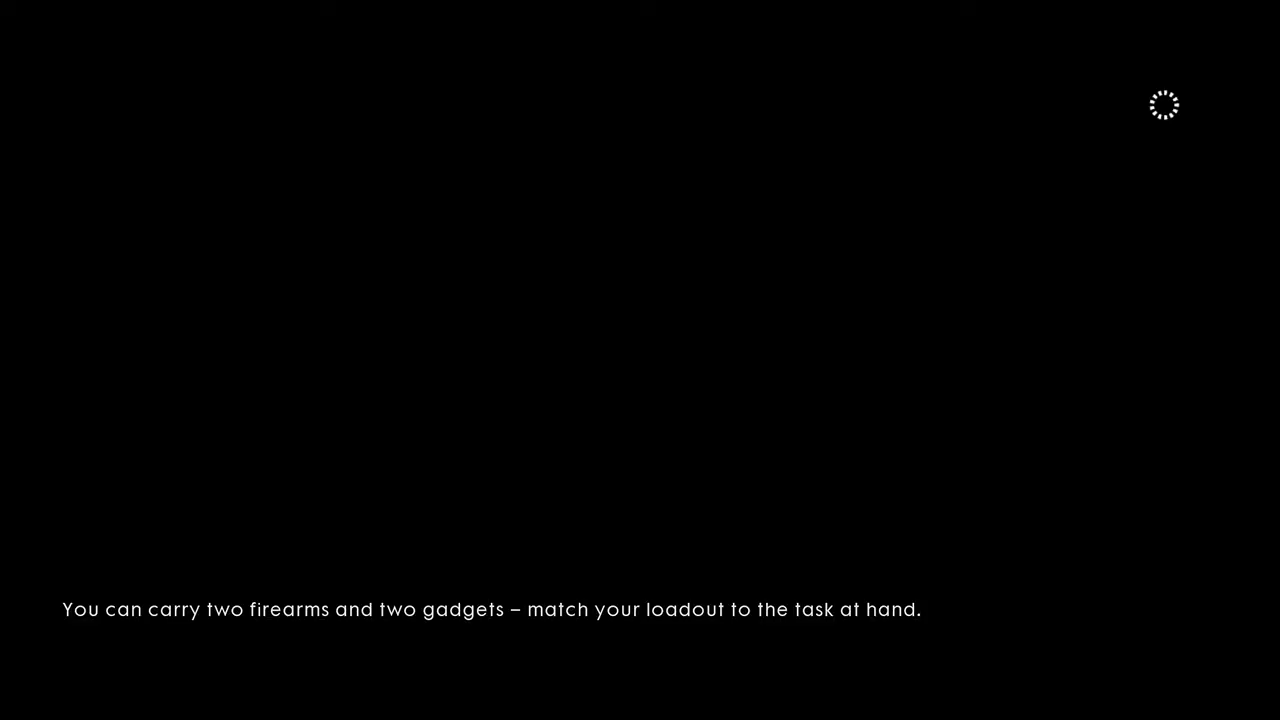 You can carry two firearms and two gadgets – match your loadout to the task at hand.